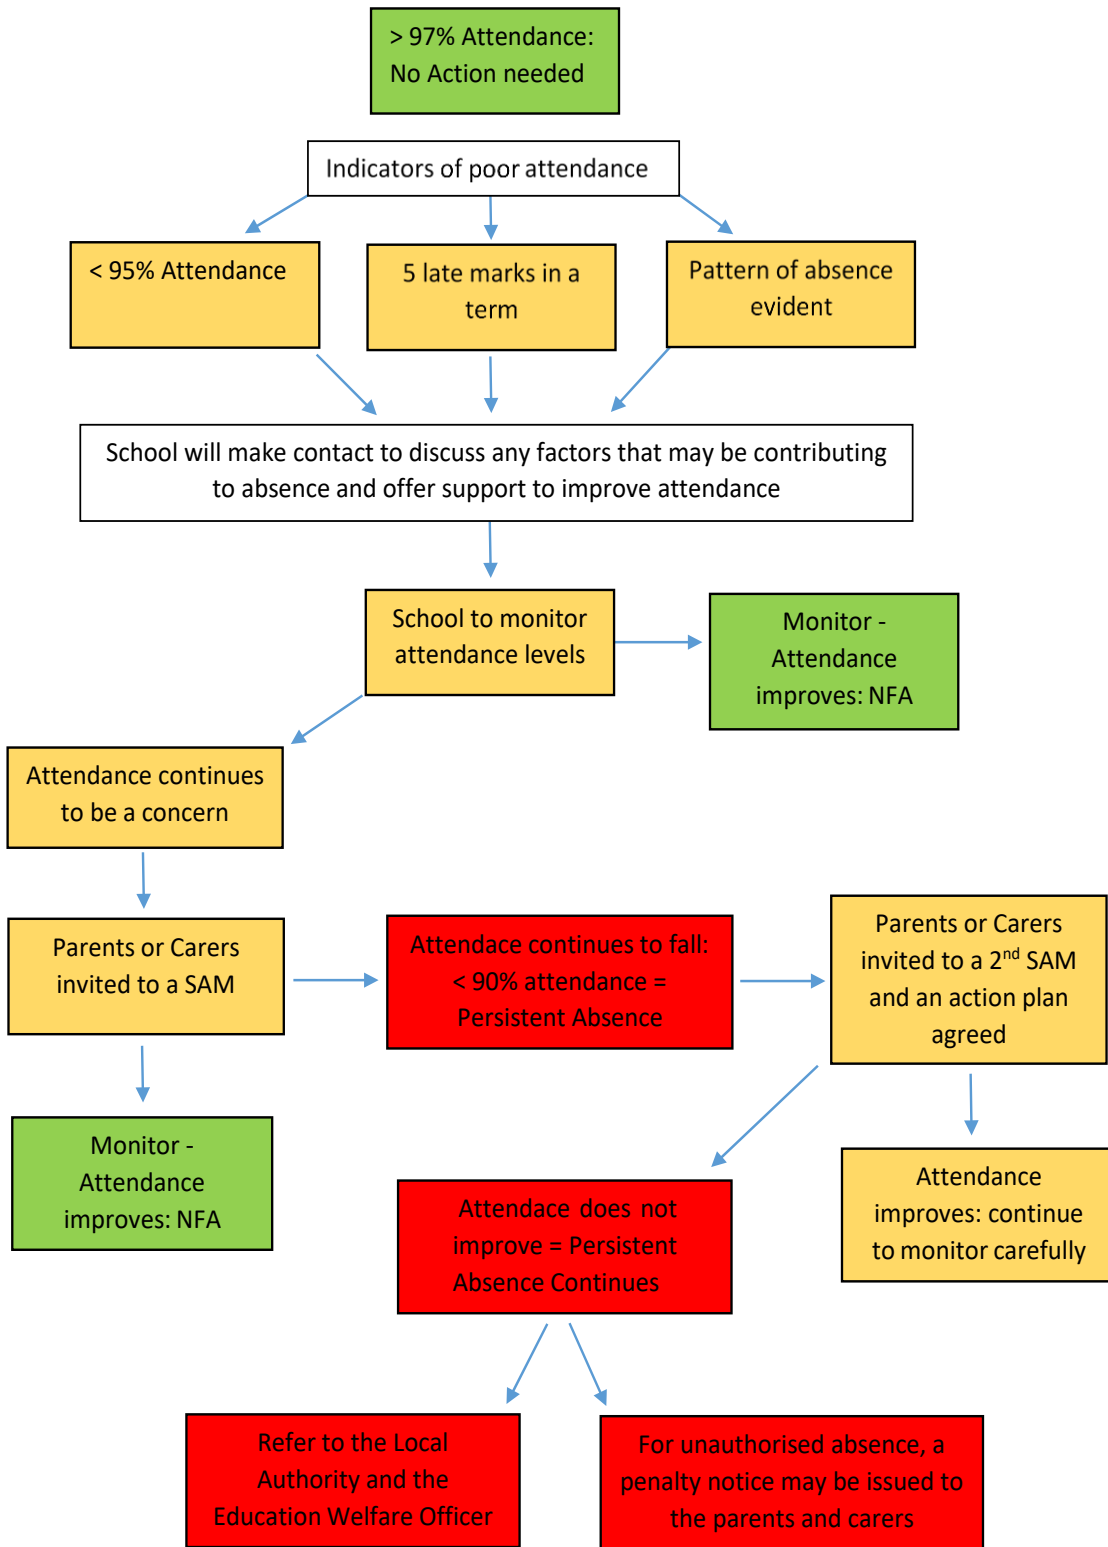 > 97% Attendance:
No Action needed
Indicators of poor attendance
< 95% Attendance
5 late marks in a
term
Pattern of absence
evident
School will make contact to discuss any factors that may be contributing
to absence and offer support to improve attendance
School to monitor
attendance levels
Monitor -
Attendance
improves: NFA
Attendance continues
to be a concern
Parents or Carers
invited to a SAM
Attendace continues to fall:
< 90% attendance =
Persistent Absence
Parents or Carers
invited to a 2nd SAM
and an action plan
agreed
Monitor -
Attendance
improves: NFA
Attendace does not
improve = Persistent
Absence Continues
Attendance
improves: continue
to monitor carefully
Refer to the Local
Authority and the
Education Welfare Officer
For unauthorised absence, a
penalty notice may be issued to
the parents and carers